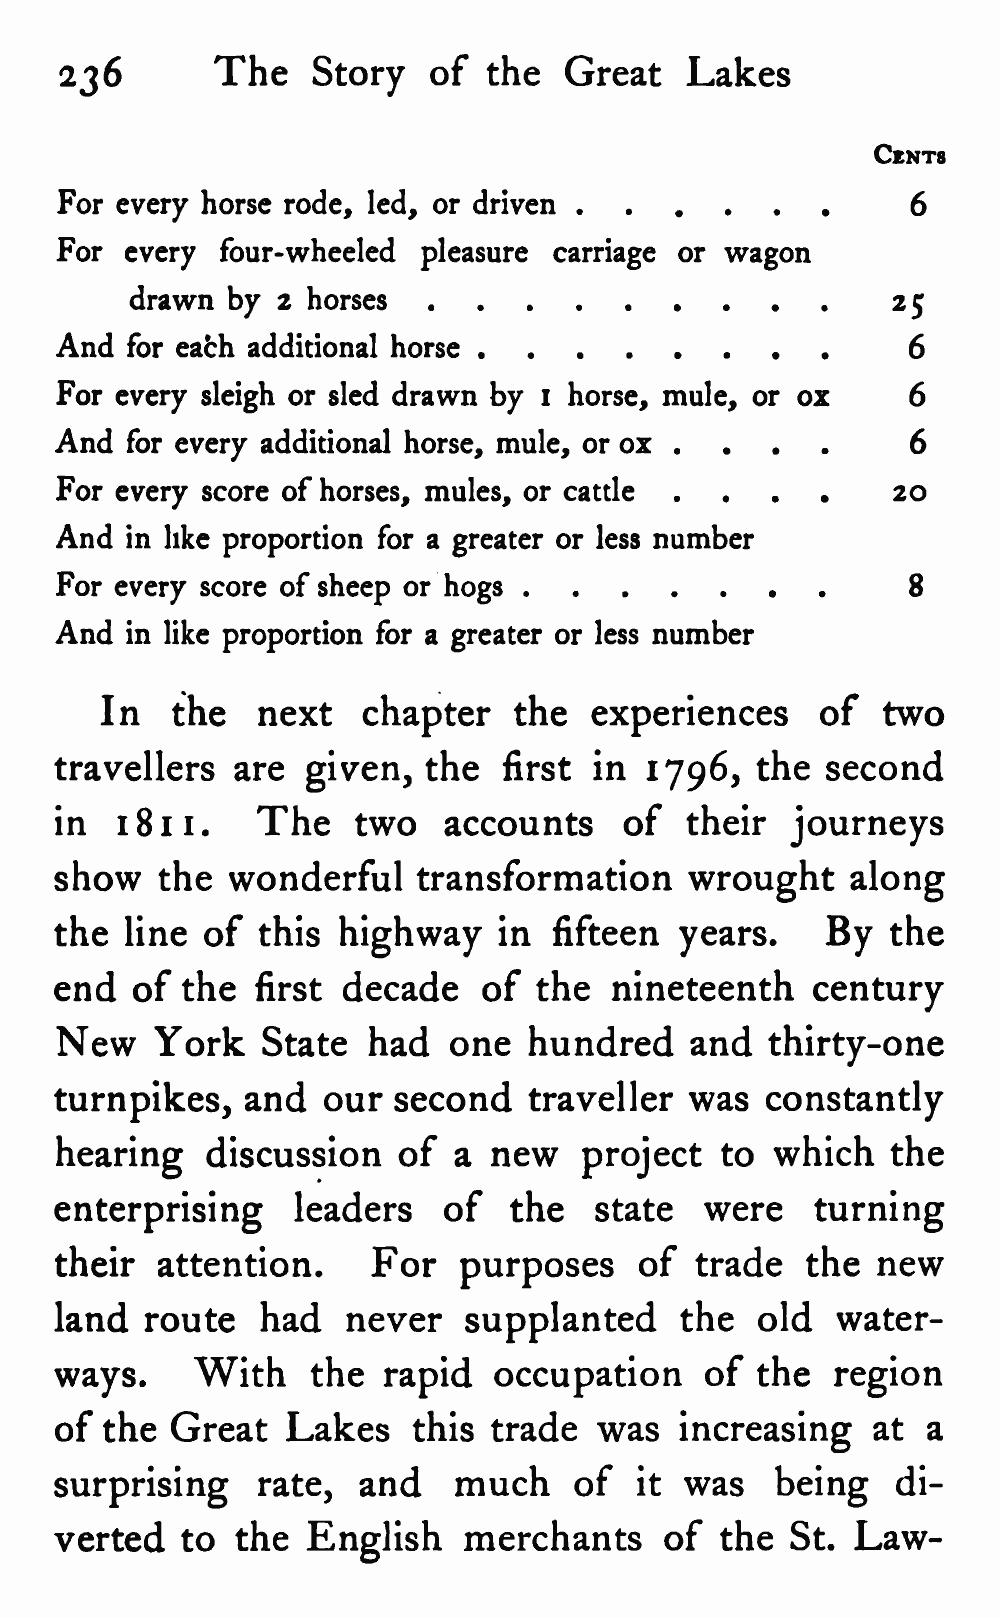 236 The Story of the Great Lakes
CENTS
For every horse rode, led, or driven . . . . . . 6
For every four-wheeled pleasure carriage or wagon
drawn by 2 horses . . . . . . . . . 25
And for each additional horse . . . . . . . . 6
For every sleigh or sled drawn by 1 horse, mule, or ox 6
And for every additional horse, mule, or ox . . . . 6
For every score of horses, mules, or cattle . . . . 20
And in like proportion for a greater or less number
For every score of sheep or hogs . . . . . . . 8
And in like proportion for a greater or less number
In the next chapter the experiences of two
travellers are given, the first in 1796, the second
in 1811. The two accounts of their journeys
show the wonderful transformation wrought along
the line of this highway in fifteen years. By the
end of the first decade of the nineteenth century
New York State had one hundred and thirty-one
turnpikes, and our second traveller was constantly
hearing discussion of a new project to which the
enterprising leaders of the state were turning
their attention. For purposes of trade the new
land route had never supplanted the old water-
ways. With the rapid occupation of the region
of the Great Lakes this trade was increasing at a
surprising rate, and much of it was being di-
verted to the English merchants of the St. Law-